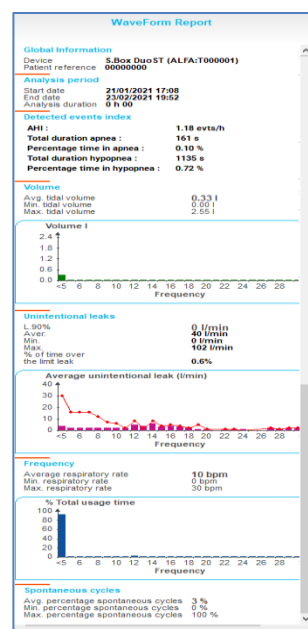 WaveForm Report
Global Information
Device S.Box Duo ST (ALFA:T000001)
Patient reference 00000000
Analysis period
Start date 21/01/2021 17:08
End date 23/02/2021 19:52
Analysis duration 0 h 00
Detected events index
AHI : 1.18 evts/h
Total duration apnea : 161 s
Percentage time in apnea : 0.10 %
Total duration hypopnea : 1135 s
Percentage time in hypopnea : 0.72 %
Volume
Avg. tidal volume 0.33 l
Min. tidal volume 0.00 l
Max. tidal volume 2.55 l
Volume l
2.4
1.8
1.2
0.6
0.0
<5 6 8 10 12 14 16 18 20 22 24 26 28
Frequency
Unintentional leaks
L.90% 0 l/min
Aver. 40 l/min
Min. 0 l/min
Max. 102 l/min
% of time over
the limit leak 0.6%
Average unintentional leak (l/min)
40
30
20
10
0
<5 6 8 10 11 12 14 16 18 20 22 24 26 28
Frequency
Frequency
Average respiratory rate 10 bpm
Min. respiratory rate 0 bpm
Max. respiratory rate 30 bpm
% Total usage time
100
80
60
40
20
0
<5 6 8 10 12 14 16 18 20 22 24 26 28
Frequency
Spontaneous cycles
Avg. percentage spontaneous cycles 3 %
Min. percentage spontaneous cycles 0 %
Max. percentage spontaneous cycles 100 %